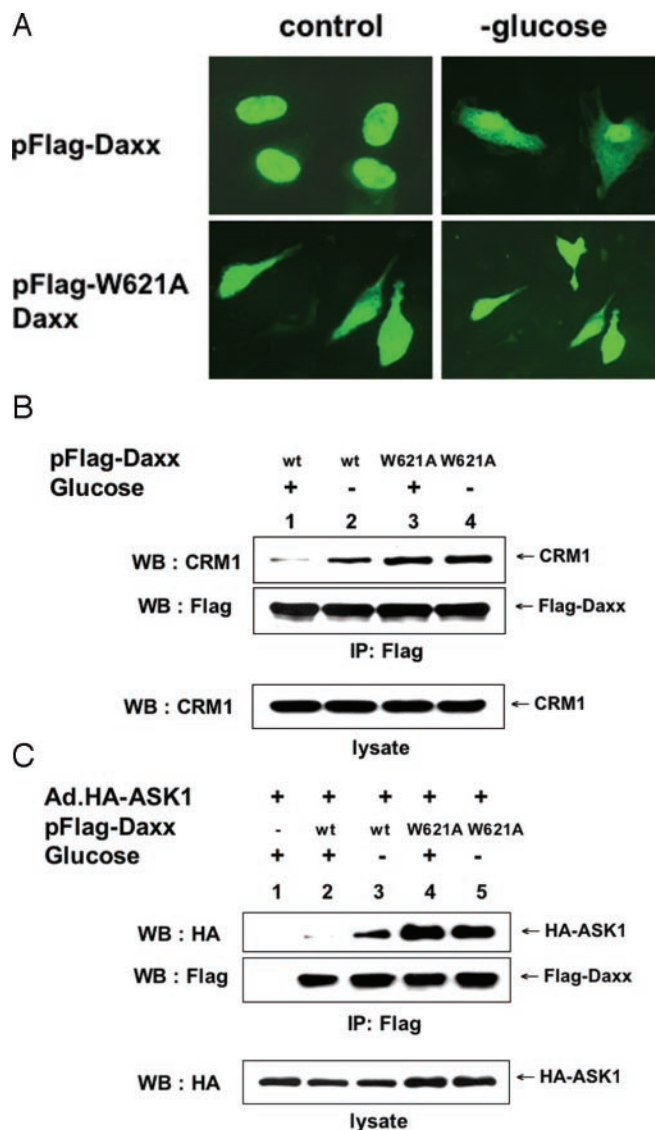 A
control -glucose
pFlag-Daxx
pFlag-W621A
Daxx
B
pFlag-Daxx wt wt W621A W621A
Glucose + - + -
1 2 3 4
WB : CRM1 ← CRM1
WB : Flag ← Flag-Daxx
IP: Flag
WB : CRM1 ← CRM1
lysate
C
Ad.HA-ASK1 + + + + +
pFlag-Daxx - wt wt W621A W621A
Glucose + + - + -
1 2 3 4 5
WB : HA ← HA-ASK1
WB : Flag ← Flag-Daxx
IP: Flag
WB : HA ← HA-ASK1
lysate